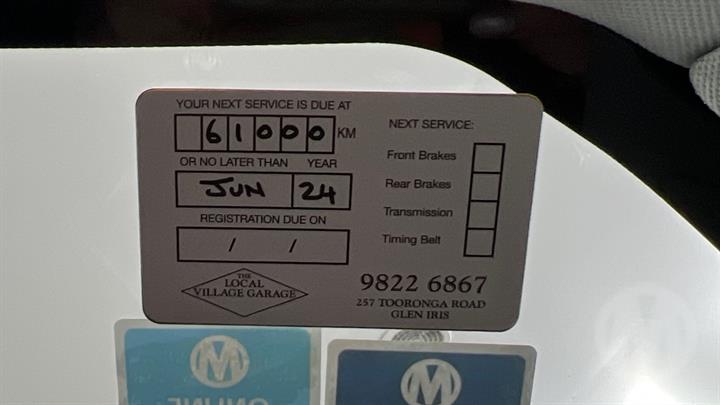 YOUR NEXT SERVICE IS DUE AT
61000 KM
OR NO LATER THAN YEAR
JUN 24
REGISTRATION DUE ON
/ /
THE
LOCAL
VILLAGE GARAGE
NEXT SERVICE:
Front Brakes
Rear Brakes
Transmission
Timing Belt
9822 6867
257 TOORONGA ROAD
GLEN IRIS
M M
ONLINE